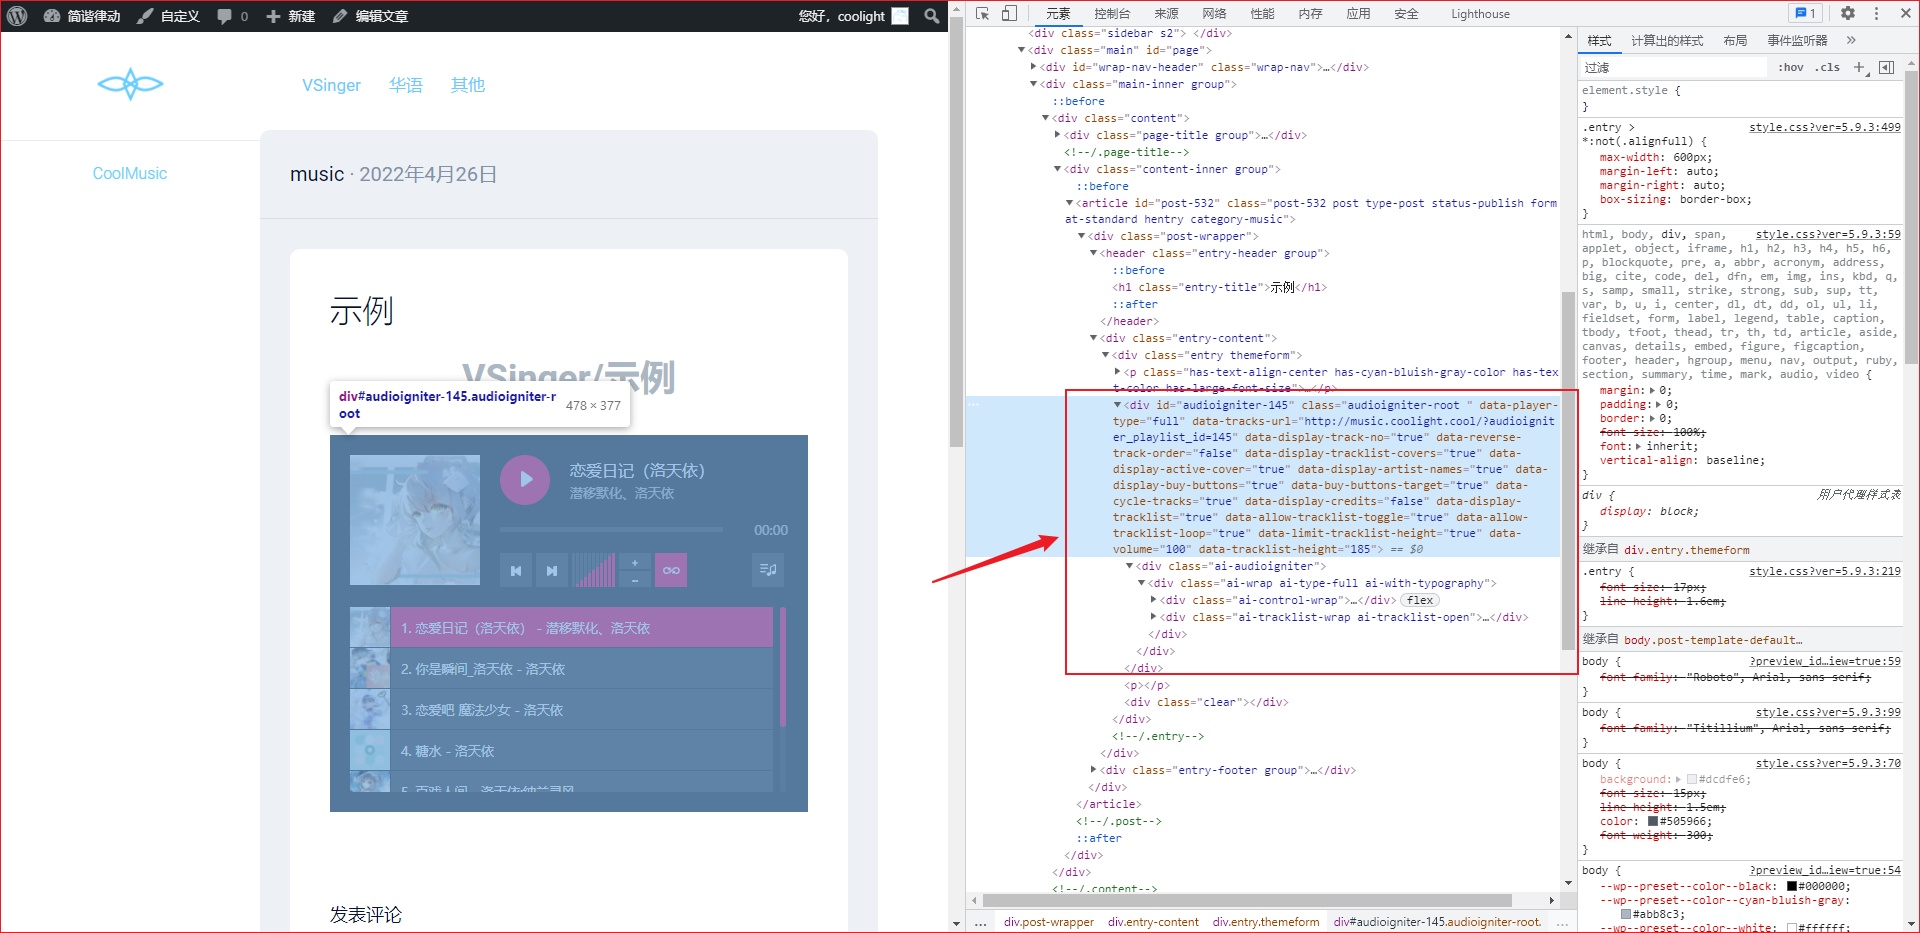 简谐律动 自定义 0 新建 编辑文章 您好，coolight
VSinger 华语 其他
CoolMusic
music · 2022年4月26日
示例
VSinger/示例
div#audioigniter-145.audioigniter-r
oot 478 × 377
恋爱日记（洛天依）
潜移默化、洛天依
00:00
1. 恋爱日记（洛天依） - 潜移默化、洛天依
2. 你是瞬间_洛天依 - 洛天依
3. 恋爱吧 魔法少女 - 洛天依
4. 糖水 - 洛天依
发表评论
元素 控制台 来源 网络 性能 内存 应用 安全 Lighthouse 1
<div class="sidebar s2"> </div>
<div class="main" id="page">
<div id="wrap-nav-header" class="wrap-nav">…</div>
<div class="main-inner group">
::before
<div class="content">
<div class="page-title group">…</div>
<!--/.page-title-->
<div class="content-inner group">
::before
<article id="post-532" class="post-532 post type-post status-publish form
at-standard hentry category-music">
<div class="post-wrapper">
<header class="entry-header group">
::before
<h1 class="entry-title">示例</h1>
::after
</header>
<div class="entry-content">
<div class="entry themeform">
<p class="has-text-align-center has-cyan-bluish-gray-color has-tex
t-color has-large-font-size">…</p>
<div id="audioigniter-145" class="audioigniter-root " data-player-
type="full" data-tracks-url="http://music.coolight.cool/?audioignit
er_playlist_id=145" data-display-track-no="true" data-reverse-
track-order="false" data-display-tracklist-covers="true" data-
display-active-cover="true" data-display-artist-names="true" data-
display-buy-buttons="true" data-buy-buttons-target="true" data-
cycle-tracks="true" data-display-credits="false" data-display-
tracklist="true" data-allow-tracklist-toggle="true" data-allow-
tracklist-loop="true" data-limit-tracklist-height="true" data-
volume="100" data-tracklist-height="185"> == $0
<div class="ai-audioigniter">
<div class="ai-wrap ai-type-full ai-with-typography">
<div class="ai-control-wrap">…</div> flex
<div class="ai-tracklist-wrap ai-tracklist-open">…</div>
</div>
</div>
</div>
<p></p>
<div class="clear"></div>
</div>
<!--/.entry-->
</div>
<div class="entry-footer group">…</div>
</div>
</article>
<!--/.post-->
::after
</div>
</div>
<!--/.content-->
… div.post-wrapper div.entry-content div.entry.themeform div#audioigniter-145.audioigniter-root. …
样式 计算出的样式 布局 事件监听器 »
过滤 :hov .cls +
element.style {
}
.entry > style.css?ver=5.9.3:499
*:not(.alignfull) {
max-width: 600px;
margin-left: auto;
margin-right: auto;
box-sizing: border-box;
}
html, body, div, span, style.css?ver=5.9.3:59
applet, object, iframe, h1, h2, h3, h4, h5, h6,
p, blockquote, pre, a, abbr, acronym, address,
big, cite, code, del, dfn, em, img, ins, kbd, q,
s, samp, small, strike, strong, sub, sup, tt,
var, b, u, i, center, dl, dt, dd, ol, ul, li,
fieldset, form, label, legend, table, caption,
tbody, tfoot, thead, tr, th, td, article, aside,
canvas, details, embed, figure, figcaption,
footer, header, hgroup, menu, nav, output, ruby,
section, summary, time, mark, audio, video {
margin: 0;
padding: 0;
border: 0;
font-size: 100%;
font: inherit;
vertical-align: baseline;
}
div { 用户代理样式表
display: block;
}
继承自 div.entry.themeform
.entry { style.css?ver=5.9.3:219
font-size: 17px;
line-height: 1.6em;
}
继承自 body.post-template-default…
body { ?preview_id…iew=true:59
font-family: "Roboto", Arial, sans-serif;
}
body { style.css?ver=5.9.3:99
font-family: "Titillium", Arial, sans-serif;
}
body { style.css?ver=5.9.3:70
background: #dcdfe6;
font-size: 15px;
line-height: 1.5em;
color: #505966;
font-weight: 300;
}
body { ?preview_id…iew=true:54
--wp--preset--color--black: #000000;
--wp--preset--color--cyan-bluish-gray:
#abb8c3;
--wp--preset--color--white: #ffffff;